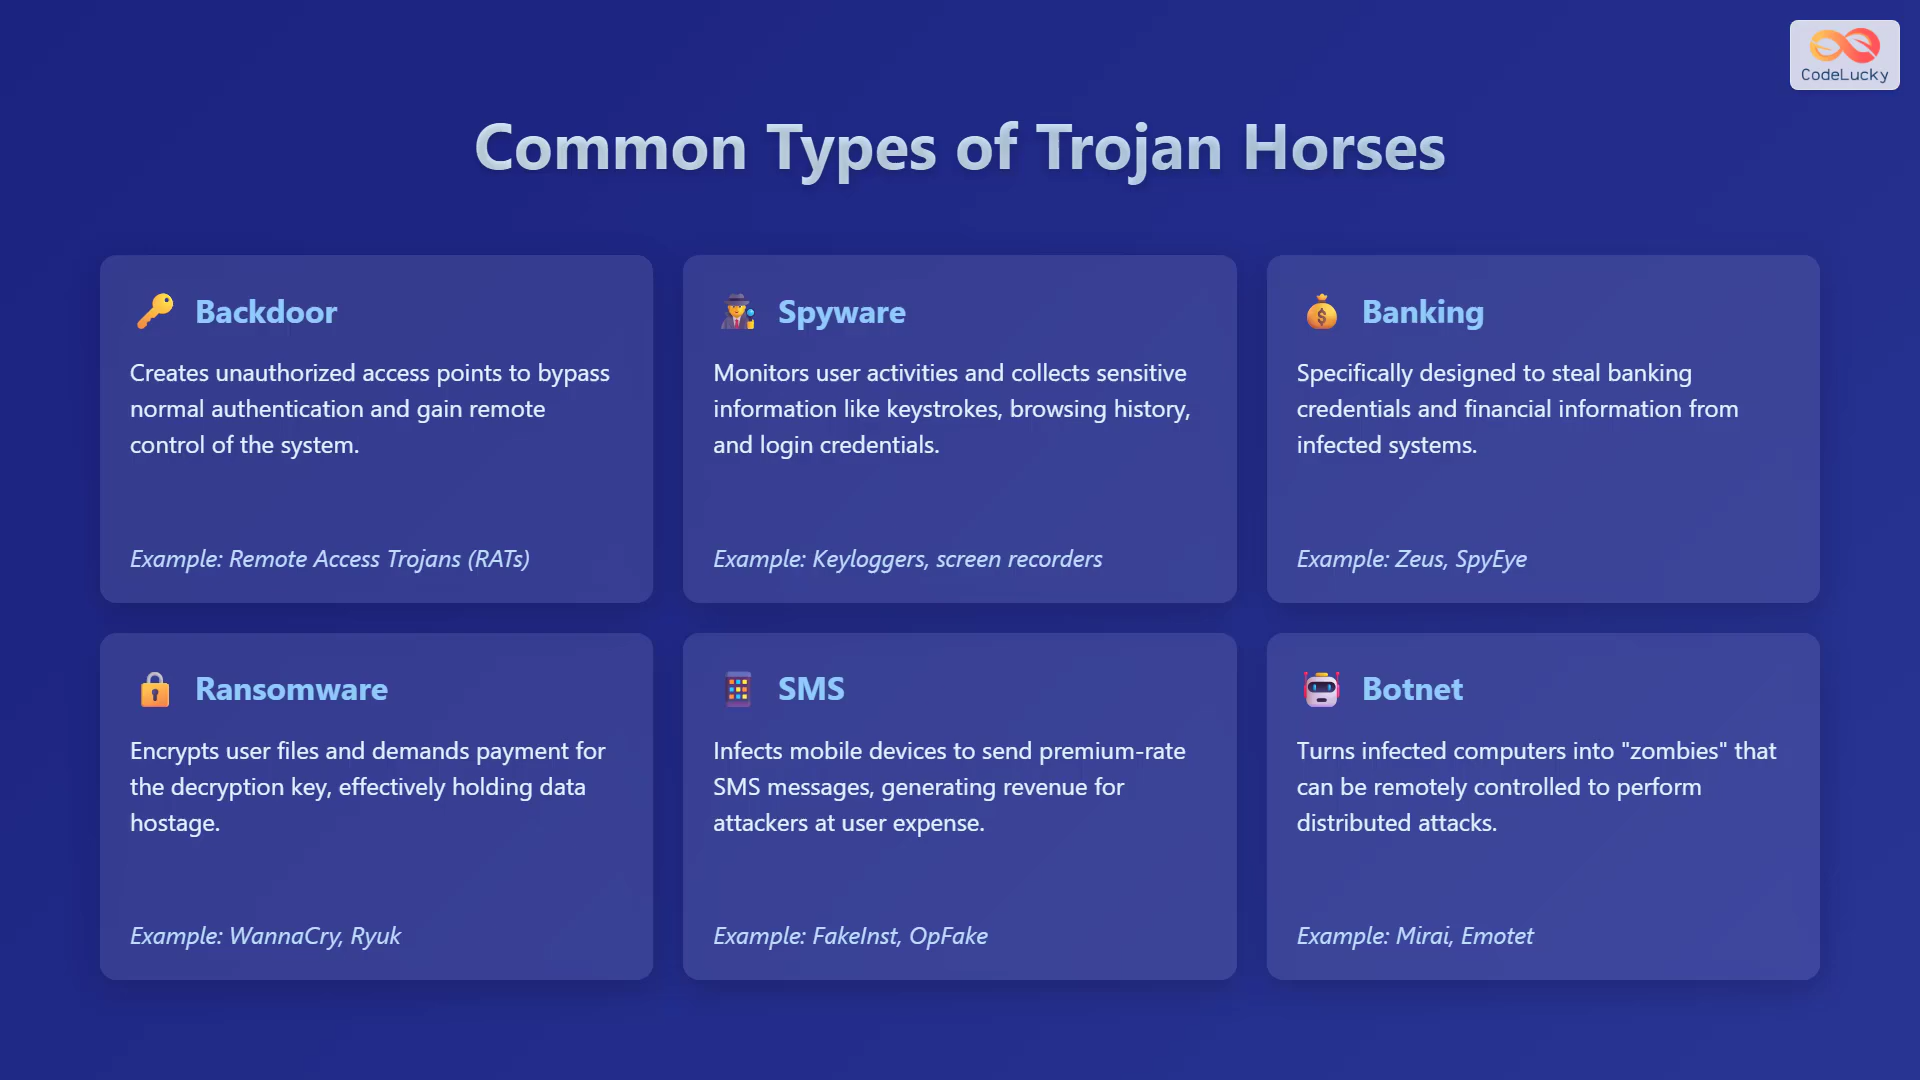 CodeLucky
Common Types of Trojan Horses
Backdoor
Creates unauthorized access points to bypass
normal authentication and gain remote
control of the system.
Example: Remote Access Trojans (RATs)
Spyware
Monitors user activities and collects sensitive
information like keystrokes, browsing history,
and login credentials.
Example: Keyloggers, screen recorders
Banking
Specifically designed to steal banking
credentials and financial information from
infected systems.
Example: Zeus, SpyEye
Ransomware
Encrypts user files and demands payment for
the decryption key, effectively holding data
hostage.
Example: WannaCry, Ryuk
SMS
Infects mobile devices to send premium-rate
SMS messages, generating revenue for
attackers at user expense.
Example: FakeInst, OpFake
Botnet
Turns infected computers into "zombies" that
can be remotely controlled to perform
distributed attacks.
Example: Mirai, Emotet